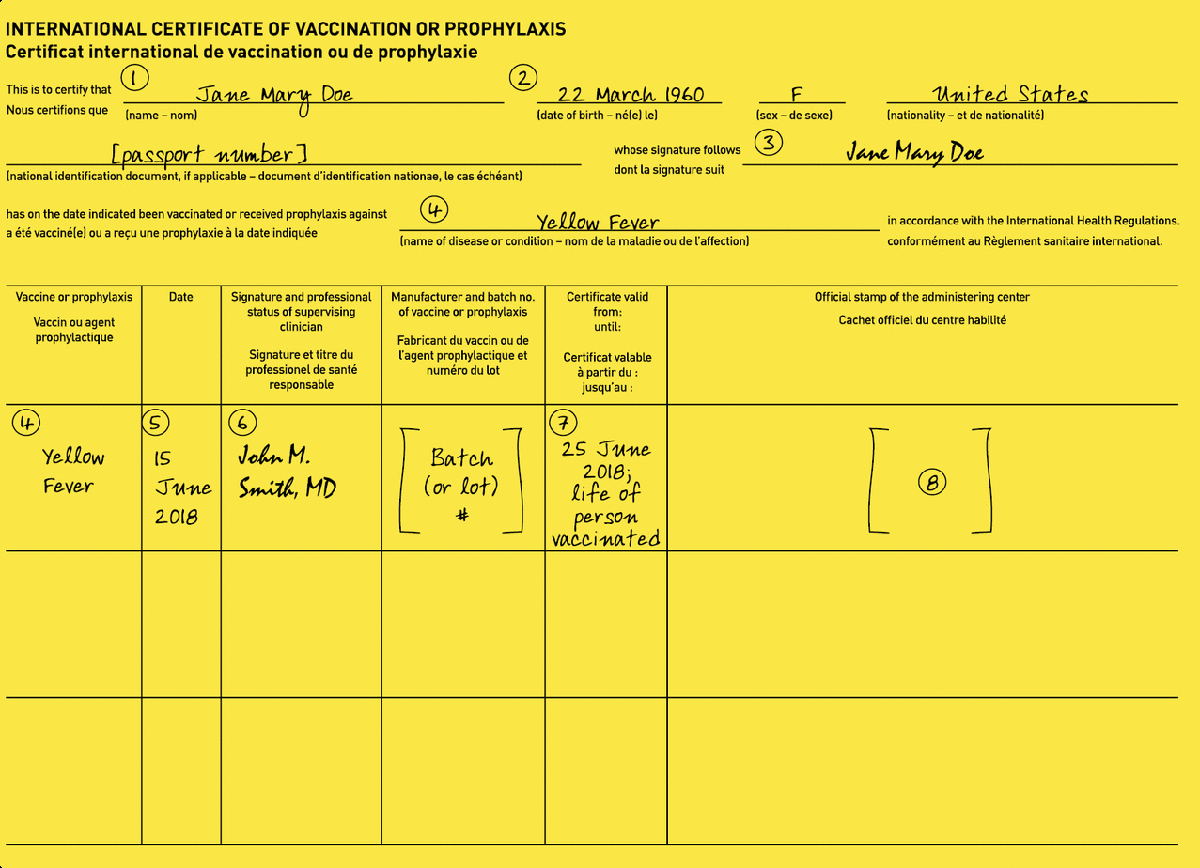 INTERNATIONAL CERTIFICATE OF VACCINATION OR PROPHYLAXIS
Certificat international de vaccination ou de prophylaxie
This is to certify that
Nous certifions que
1
Jane Mary Doe
(name – nom)
2
22 March 1960
(date of birth – né(e) le)
F
(sex – de sexe)
United States
(nationality – et de nationalité)
[passport number]
(national identification document, if applicable – document d'identification nationae, le cas échéant)
whose signature follows
dont la signature suit
3
Jane Mary Doe
has on the date indicated been vaccinated or received prophylaxis against
a été vacciné(e) ou a reçu une prophylaxie à la date indiquée
4
Yellow Fever
(name of disease or condition – nom de la maladie ou de l'affection)
in accordance with the International Health Regulations.
conformément au Règlement sanitaire international.
Vaccine or prophylaxis
Vaccin ou agent
prophylactique
Date
Signature and professional
status of supervising
clinician
Signature et titre du
professionel de santé
responsable
Manufacturer and batch no.
of vaccine or prophylaxis
Fabricant du vaccin ou de
l'agent prophylactique et
numéro du lot
Certificate valid
from:
until:
Certificat valable
à partir du :
jusqu'au :
Official stamp of the administering center
Cachet officiel du centre habilité
4
Yellow
Fever
5
15
June
2018
6
John M.
Smith, MD
Batch
(or lot)
#
7
25 June
2018;
life of
person
vaccinated
8